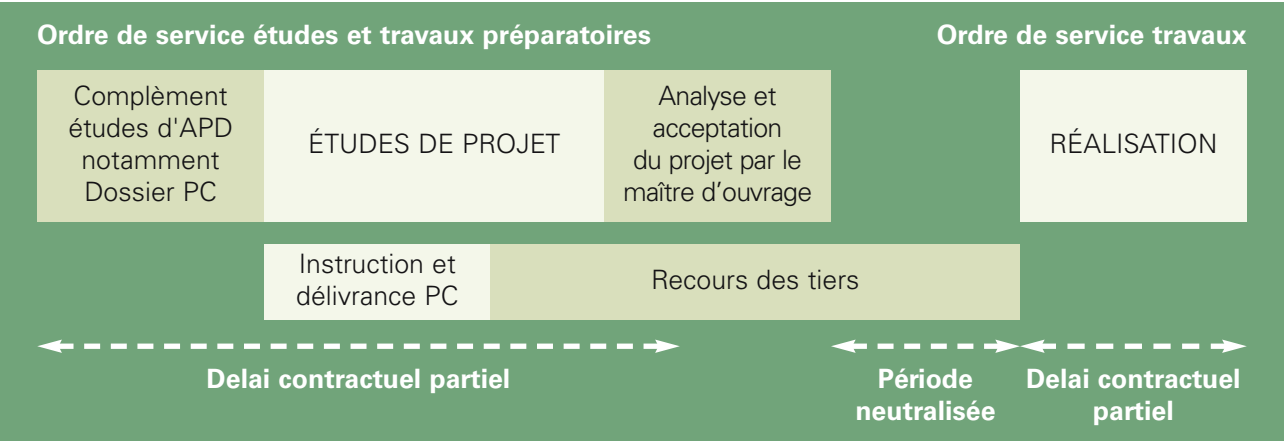 Ordre de service études et travaux préparatoires
Ordre de service travaux
Complèment
études d'APD
notamment
Dossier PC
ÉTUDES DE PROJET
Analyse et
acceptation
du projet par le
maître d’ouvrage
RÉALISATION
Instruction et
délivrance PC
Recours des tiers
Delai contractuel partiel
Période
neutralisée
Delai contractuel
partiel